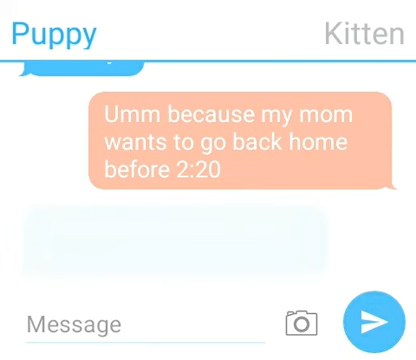 Puppy Kitten
Umm because my mom
wants to go back home
before 2:20
Message